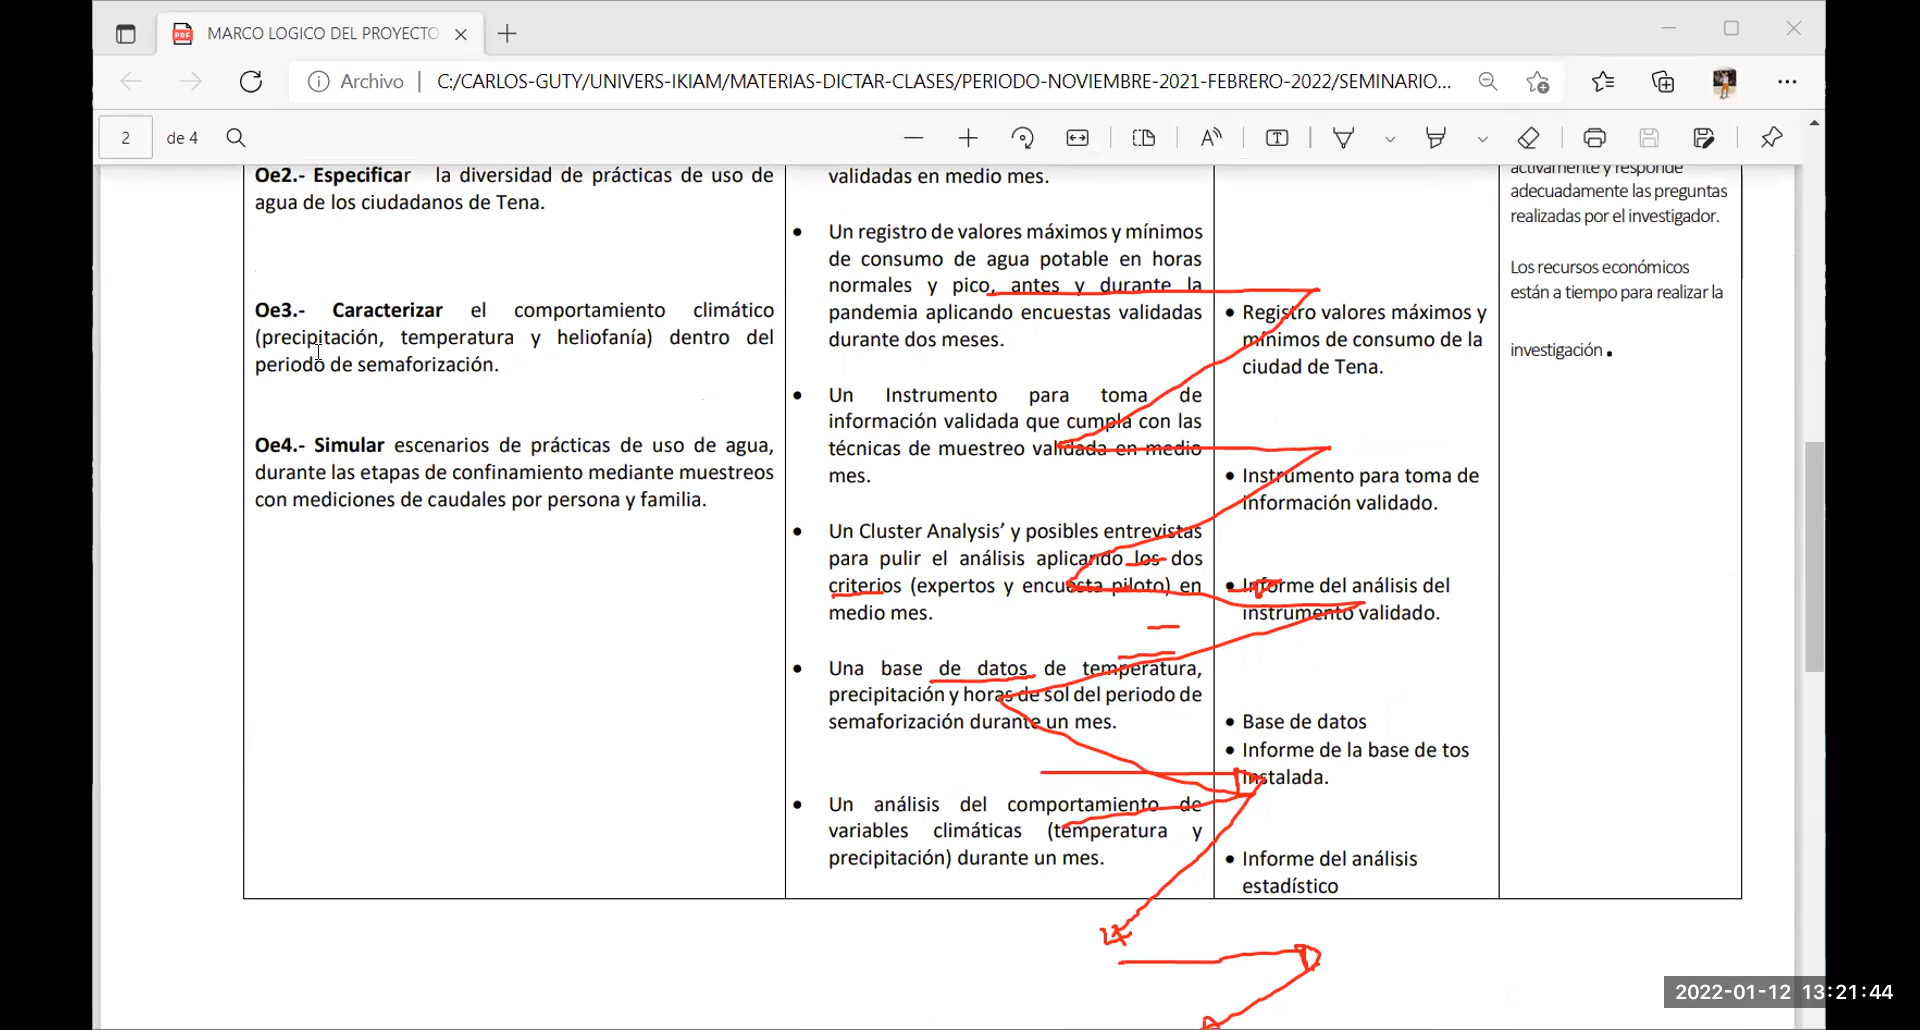 MARCO LOGICO DEL PROYECTO
Archivo
C:/CARLOS-GUTY/UNIVERS-IKIAM/MATERIAS-DICTAR-CLASES/PERIODO-NOVIEMBRE-2021-FEBRERO-2022/SEMINARIO...
2 de 4
Oe2.- Especificar la diversidad de prácticas de uso de
agua de los ciudadanos de Tena.
Oe3.- Caracterizar el comportamiento climático
(precipitación, temperatura y heliofanía) dentro del
periodo de semaforización.
Oe4.- Simular escenarios de prácticas de uso de agua,
durante las etapas de confinamiento mediante muestreos
con mediciones de caudales por persona y familia.
validadas en medio mes.
• Un registro de valores máximos y mínimos
de consumo de agua potable en horas
normales y pico, antes y durante la
pandemia aplicando encuestas validadas
durante dos meses.
• Un Instrumento para toma de
información validada que cumpla con las
técnicas de muestreo validada en medio
mes.
• Un Cluster Analysis’ y posibles entrevistas
para pulir el análisis aplicando los dos
criterios (expertos y encuesta piloto) en
medio mes.
• Una base de datos de temperatura,
precipitación y horas de sol del periodo de
semaforización durante un mes.
• Un análisis del comportamiento de
variables climáticas (temperatura y
precipitación) durante un mes.
• Registro valores máximos y
mínimos de consumo de la
ciudad de Tena.
• Instrumento para toma de
información validado.
• Informe del análisis del
instrumento validado.
• Base de datos
• Informe de la base de tos
instalada.
• Informe del análisis
estadístico
activamente y responde
adecuadamente las preguntas
realizadas por el investigador.
Los recursos económicos
están a tiempo para realizar la
investigación.
2022-01-12 13:21:44